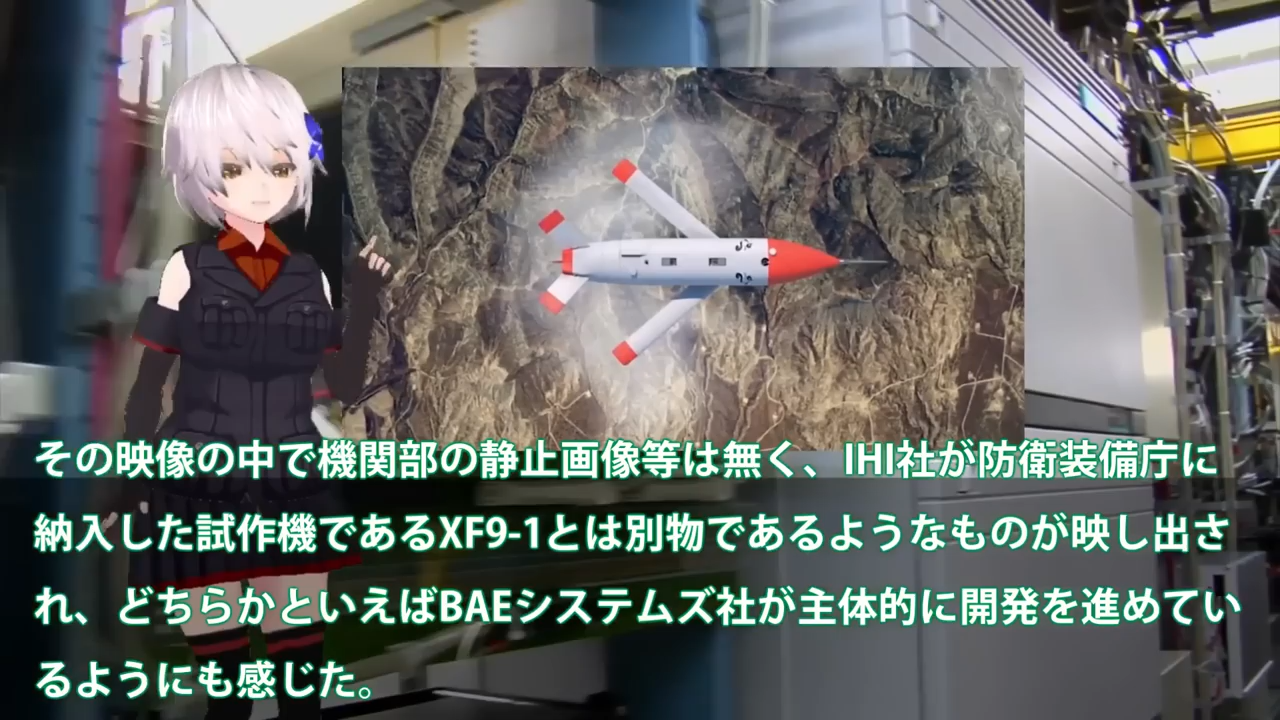 その映像の中で機関部の静止画像等は無く、IHI社が防衛装備庁に
納入した試作機であるXF9-1とは別物であるようなものが映し出さ
れ、どちらかといえばBAEシステムズ社が主体的に開発を進めてい
るようにも感じた。